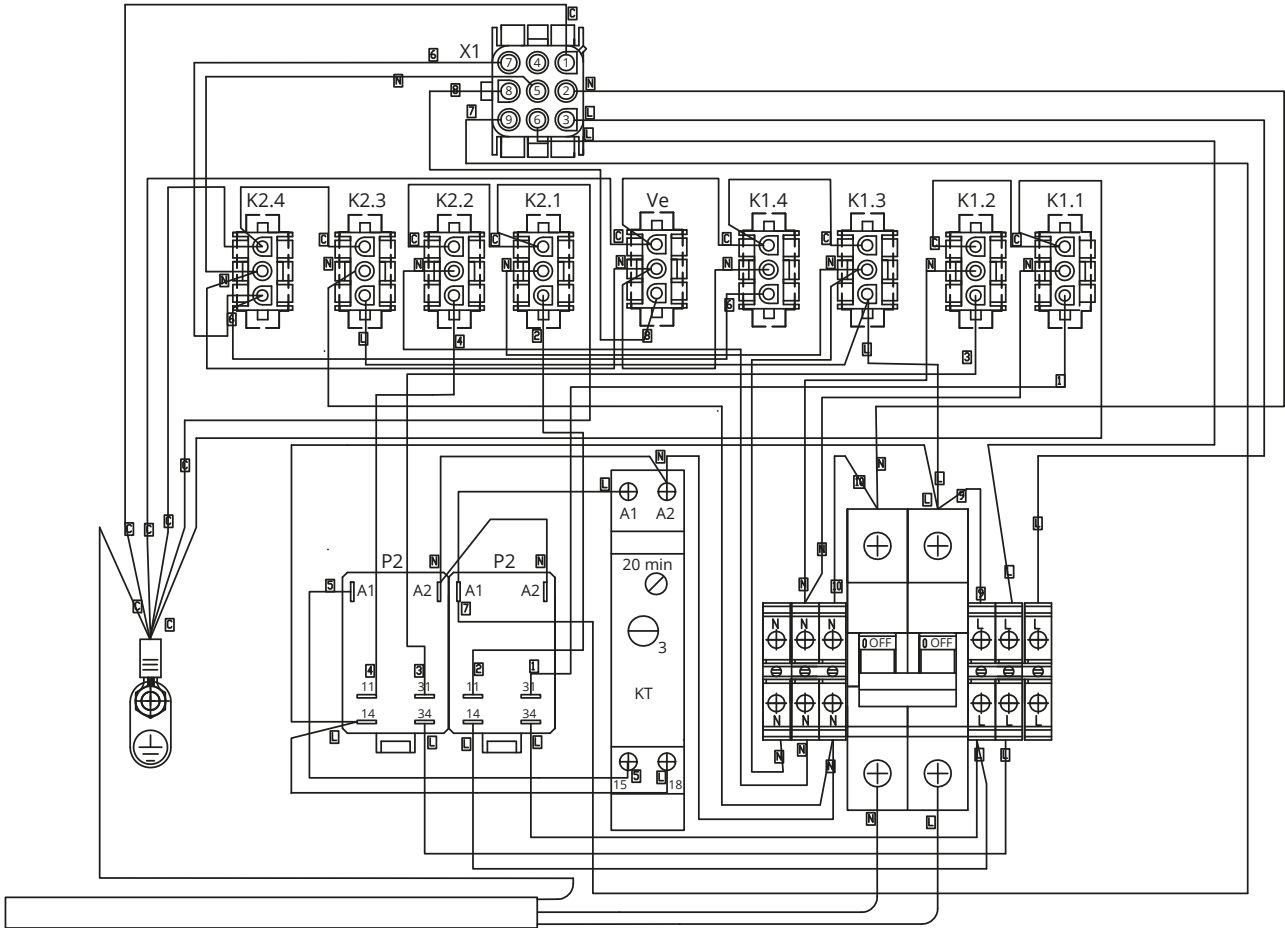 C
6 X1 7 4 1
N 8 8 5 2 N
7 9 6 3 L
L
K2.4 K2.3 K2.2 K2.1 Ve K1.4 K1.3 K1.2 K1.1
C C C C C C C C
N N N N N N N N N
6 L 4 2 8 6 L 3 1
C
N N
L 10 L 9
L
A1 A2
C C C L
20 min
P2 P2 N N
5 A1 A2 A1 A2 N L
7 10 9
C
C 3
N N N 0 OFF 0 OFF L L L
4 3 2 1
11 31 11 31 KT
14 34 14 34
N N N L L L
L L L L
N N N L L
15 5 L 18
N L